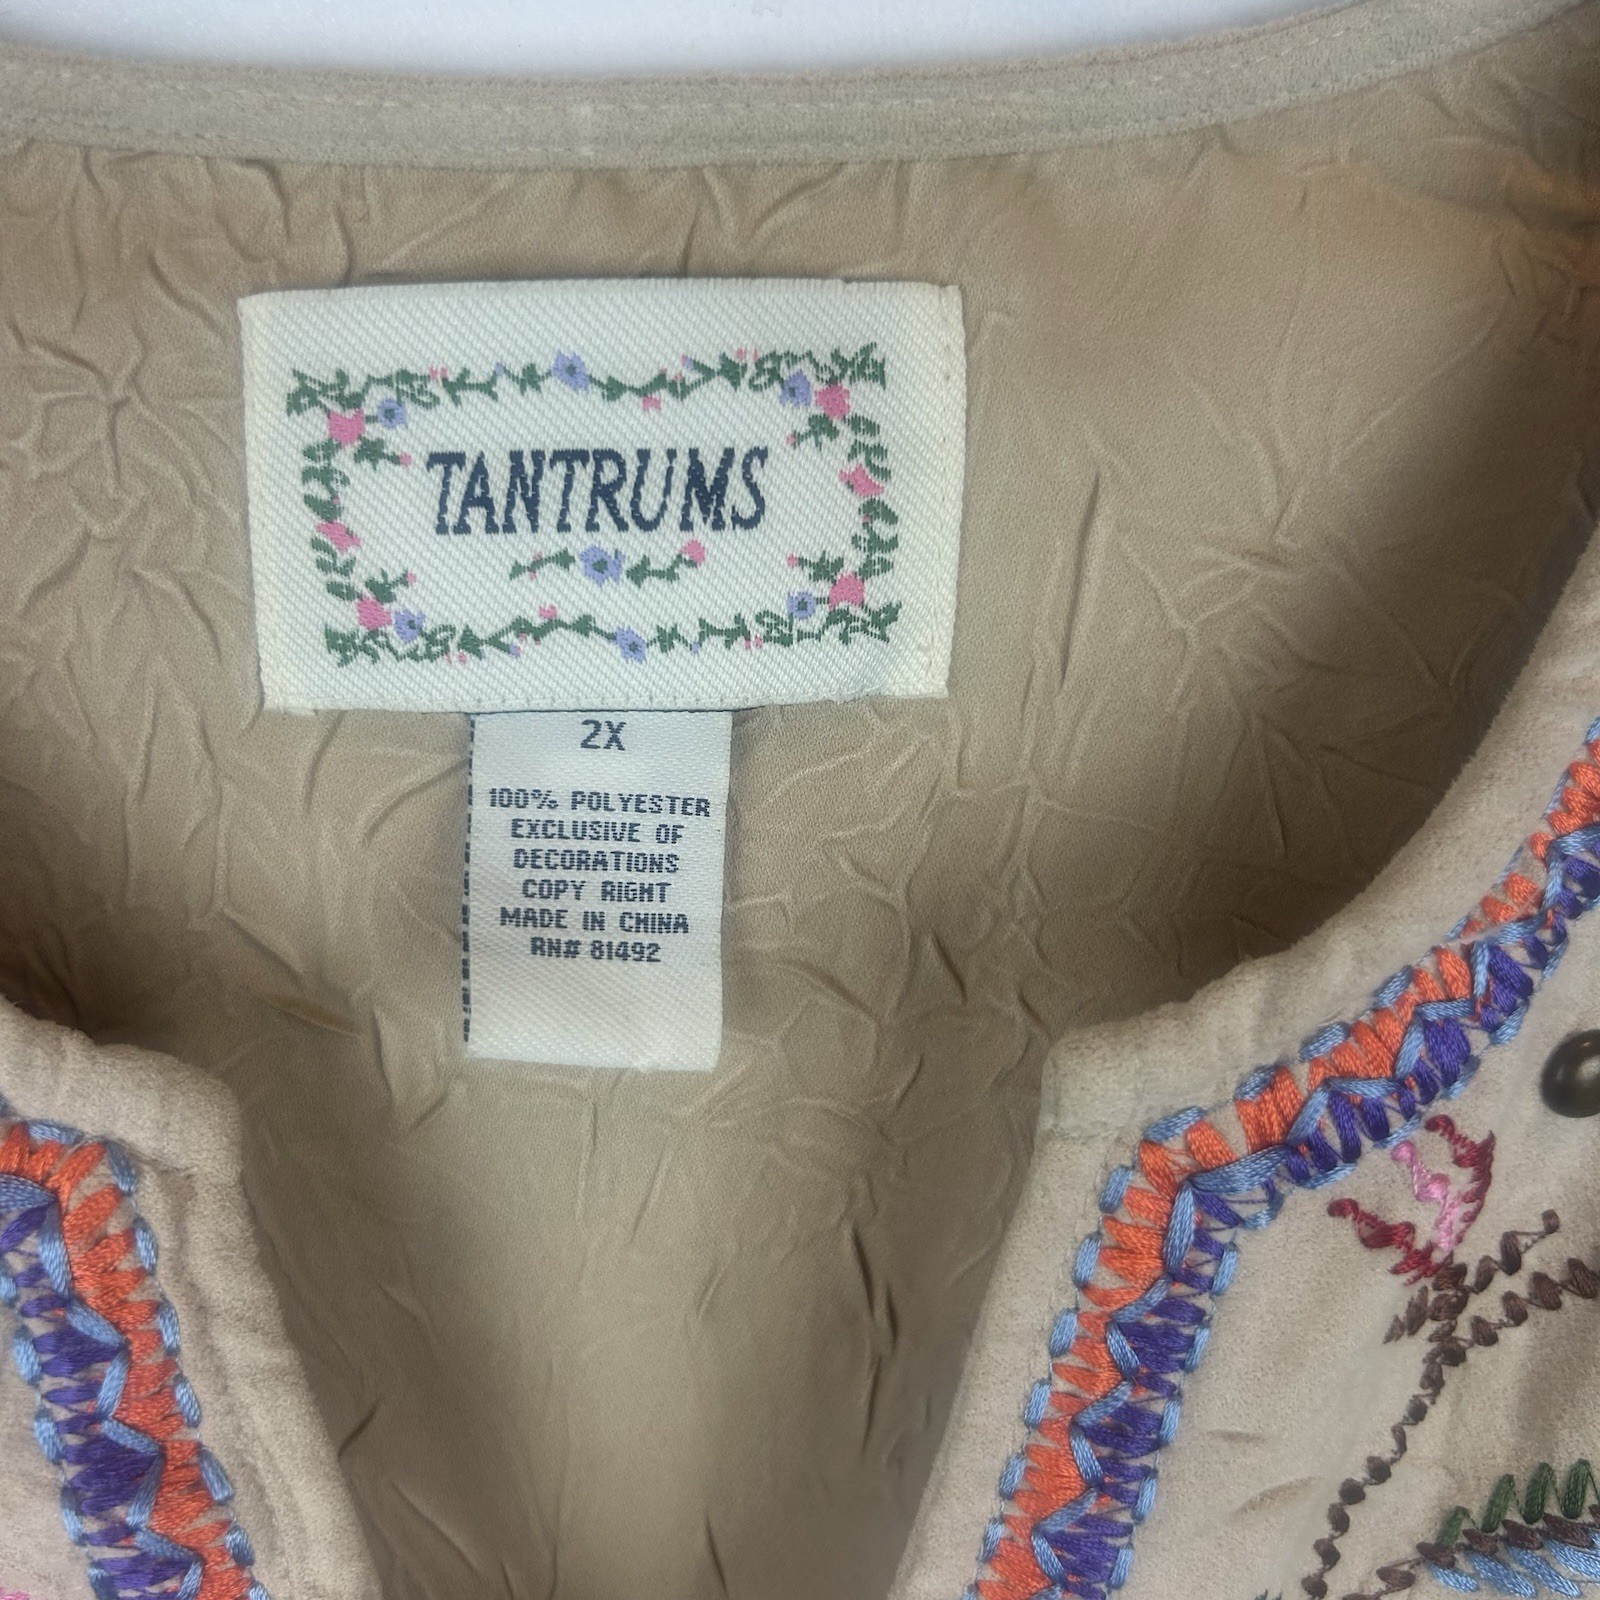 TANTRUMS
2X
100% POLYESTER
EXCLUSIVE OF
DECORATIONS
COPY RIGHT
MADE IN CHINA
RN# 81492